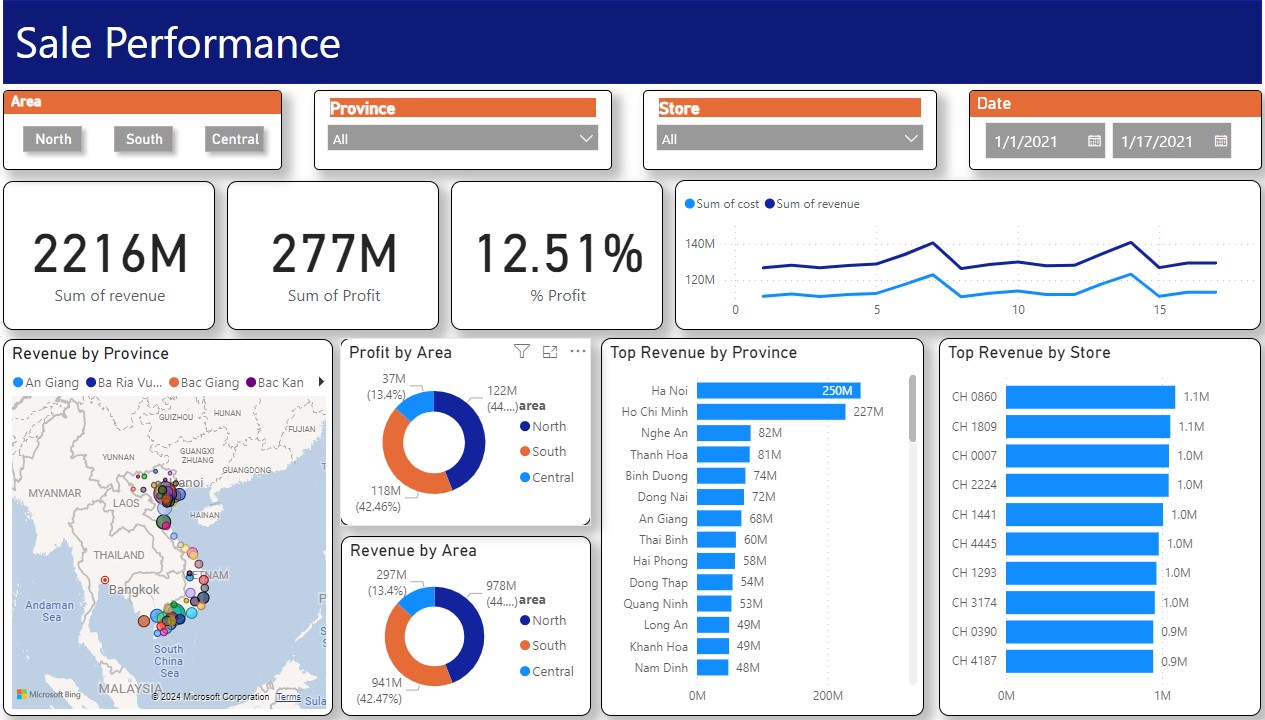 Sale Performance
Area
North South Central
Province
All
Store
All
Date
1/1/2021 1/17/2021
2216M
Sum of revenue
277M
Sum of Profit
12.51%
% Profit
Sum of cost Sum of revenue
140M
120M
0 5 10 15
Revenue by Province
An Giang Ba Ria Vu... Bac Giang Bac Kan
GUIZHOU
HUNAN
FUJIAN
YUNNAN
GUANGXI
ZHUANG
GUANGDONG
MYANMAR
LAOS
HAINAN
THAILAND
Bangkok
Andaman
Sea
South
China
Sea
MALAYSIA
Microsoft Bing
© 2024 Microsoft Corporation Terms
Profit by Area
37M
(13.4%)
122M
(44....)
118M
(42.46%)
area
North
South
Central
Revenue by Area
297M
(13.4%)
978M
(44....)
941M
(42.47%)
area
North
South
Central
Top Revenue by Province
Ha Noi 250M
Ho Chi Minh 227M
Nghe An 82M
Thanh Hoa 81M
Binh Duong 74M
Dong Nai 72M
An Giang 68M
Thai Binh 60M
Hai Phong 58M
Dong Thap 54M
Quang Ninh 53M
Long An 49M
Khanh Hoa 49M
Nam Dinh 48M
0M 200M
Top Revenue by Store
CH 0860 1.1M
CH 1809 1.1M
CH 0007 1.0M
CH 2224 1.0M
CH 1441 1.0M
CH 4445 1.0M
CH 1293 1.0M
CH 3174 1.0M
CH 0390 0.9M
CH 4187 0.9M
0M 1M